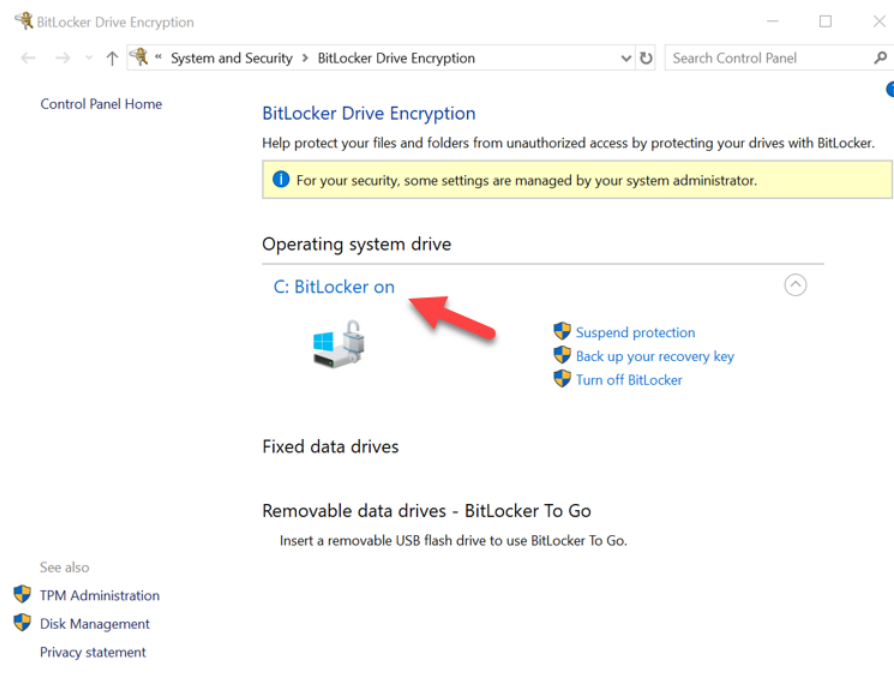 BitLocker Drive Encryption
« System and Security > BitLocker Drive Encryption
Search Control Panel
Control Panel Home
BitLocker Drive Encryption
Help protect your files and folders from unauthorized access by protecting your drives with BitLocker.
For your security, some settings are managed by your system administrator.
Operating system drive
C: BitLocker on
Suspend protection
Back up your recovery key
Turn off BitLocker
Fixed data drives
Removable data drives - BitLocker To Go
Insert a removable USB flash drive to use BitLocker To Go.
See also
TPM Administration
Disk Management
Privacy statement